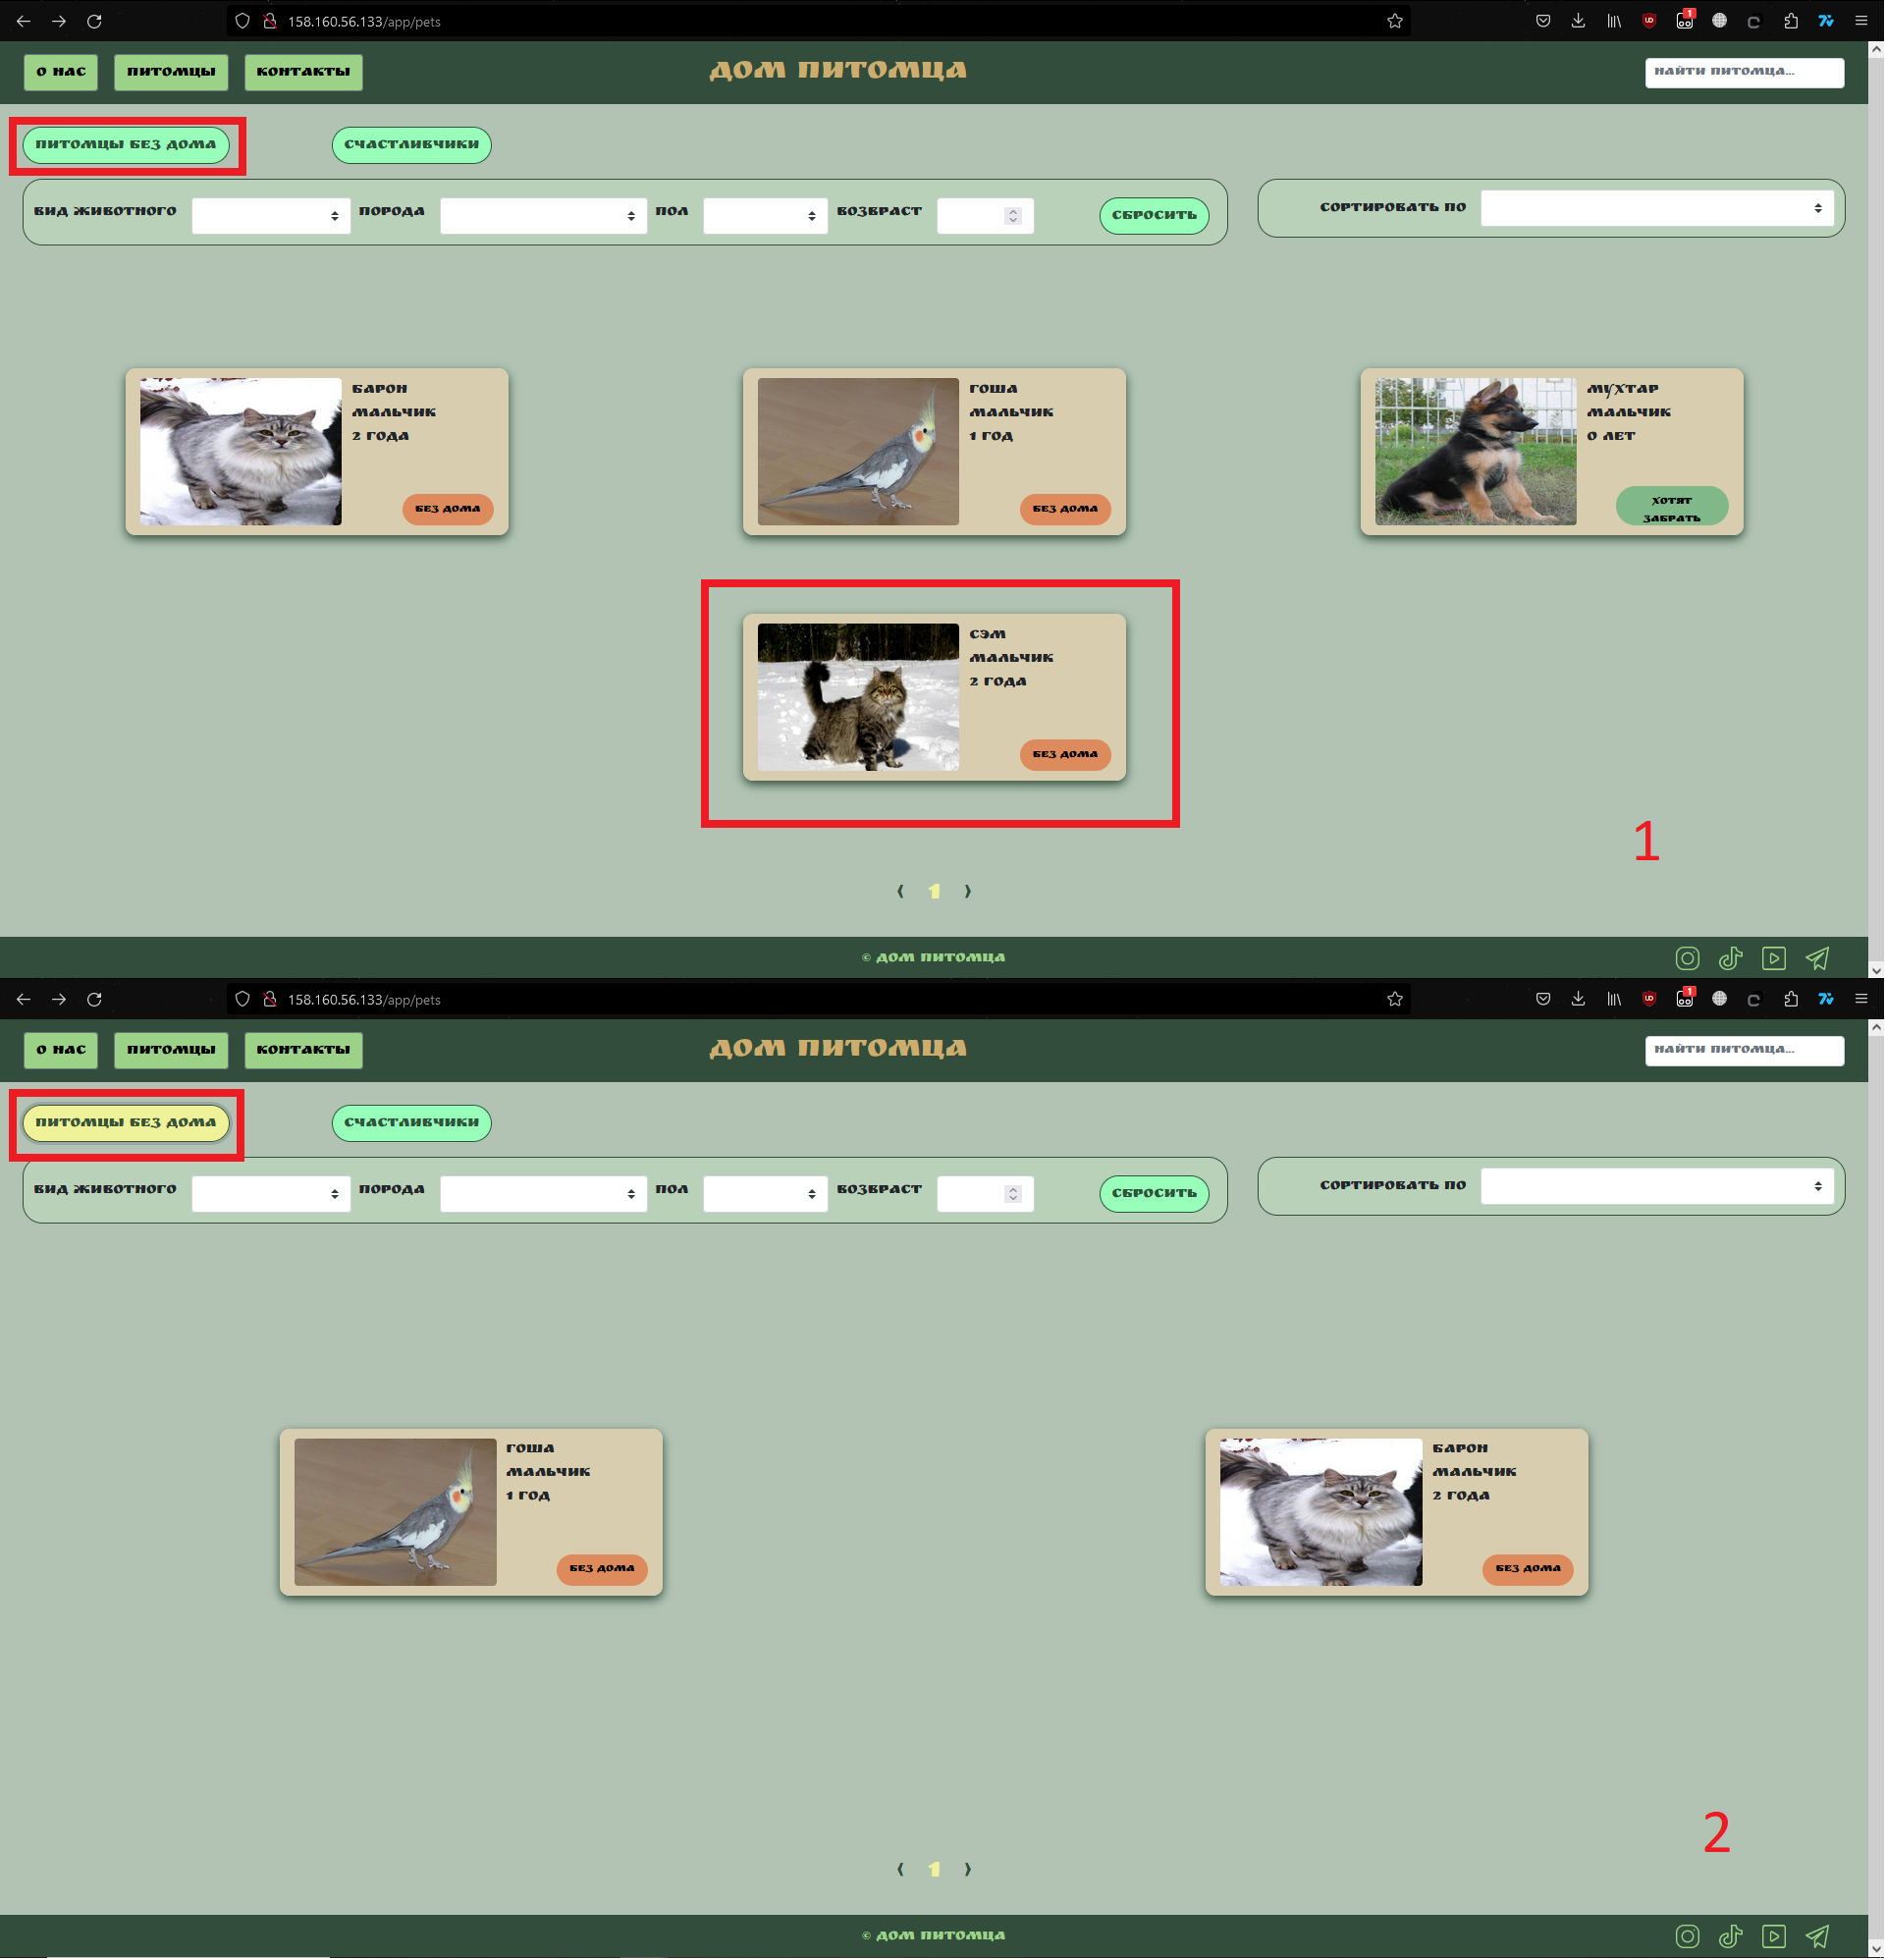 158.160.56.133/app/pets
1
О НАС ПИТОМЦЫ КОНТАКТЫ
ДОМ ПИТОМЦА
НАЙТИ ПИТОМЦА...
ПИТОМЦЫ БЕЗ ДОМА СЧАСТЛИВЧИКИ
ВИД ЖИВОТНОГО ПОРОДА ПОЛ ВОЗВРАСТ СБРОСИТЬ
СОРТИРОВАТЬ ПО
БАРОН
МАЛЬЧИК
2 ГОДА
БЕЗ ДОМА
ГОША
МАЛЬЧИК
1 ГОД
БЕЗ ДОМА
МУХТАР
МАЛЬЧИК
0 ЛЕТ
ХОТЯТ
ЗАБРАТЬ
СЭМ
МАЛЬЧИК
2 ГОДА
БЕЗ ДОМА
1
‹ 1 ›
© ДОМ ПИТОМЦА
158.160.56.133/app/pets
1
О НАС ПИТОМЦЫ КОНТАКТЫ
ДОМ ПИТОМЦА
НАЙТИ ПИТОМЦА...
ПИТОМЦЫ БЕЗ ДОМА СЧАСТЛИВЧИКИ
ВИД ЖИВОТНОГО ПОРОДА ПОЛ ВОЗВРАСТ СБРОСИТЬ
СОРТИРОВАТЬ ПО
ГОША
МАЛЬЧИК
1 ГОД
БЕЗ ДОМА
БАРОН
МАЛЬЧИК
2 ГОДА
БЕЗ ДОМА
2
‹ 1 ›
© ДОМ ПИТОМЦА